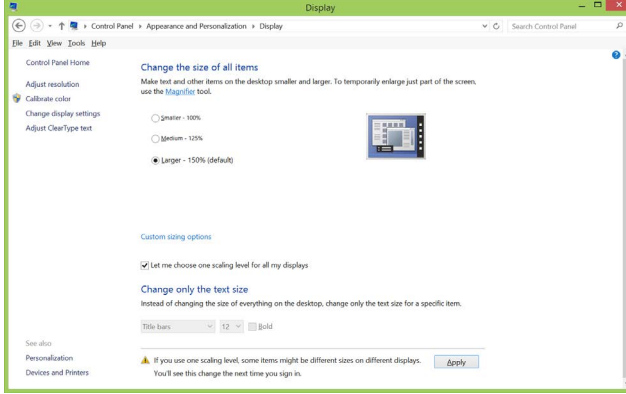 Display
Control Panel Appearance and Personalization Display
Search Control Panel
File Edit View Tools Help
Control Panel Home
Adjust resolution
Calibrate color
Change display settings
Adjust ClearType text
Change the size of all items
Make text and other items on the desktop smaller and larger. To temporarily enlarge just part of the screen,
use the Magnifier tool.
Smaller - 100%
Medium - 125%
Larger - 150% (default)
Custom sizing options
Let me choose one scaling level for all my displays
Change only the text size
Instead of changing the size of everything on the desktop, change only the text size for a specific item.
Title bars 12 Bold
See also
Personalization
Devices and Printers
If you use one scaling level, some items might be different sizes on different displays.
You'll see this change the next time you sign in.
Apply